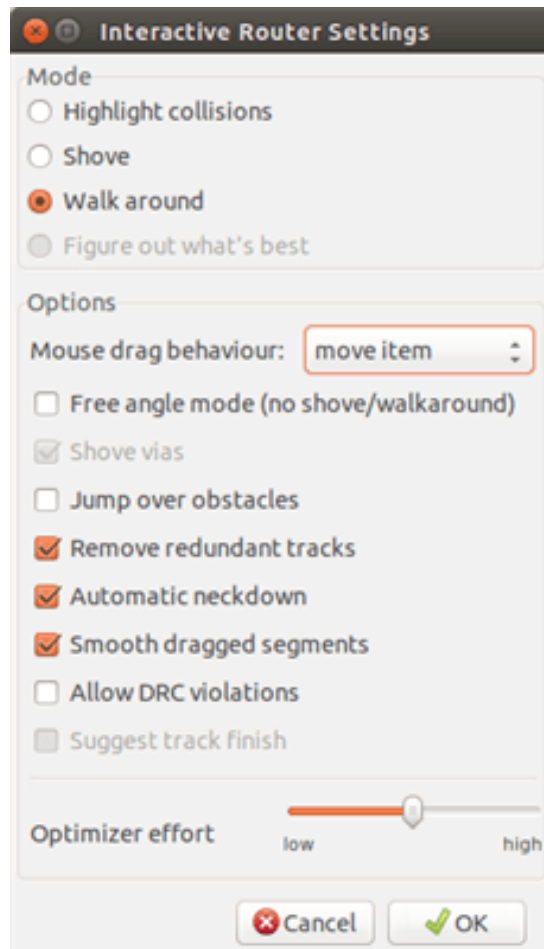 Interactive Router Settings
Mode
Highlight collisions
Shove
Walk around
Figure out what's best
Options
Mouse drag behaviour: move item
Free angle mode (no shove/walkaround)
Shove vias
Jump over obstacles
Remove redundant tracks
Automatic neckdown
Smooth dragged segments
Allow DRC violations
Suggest track finish
Optimizer effort
low high
Cancel OK